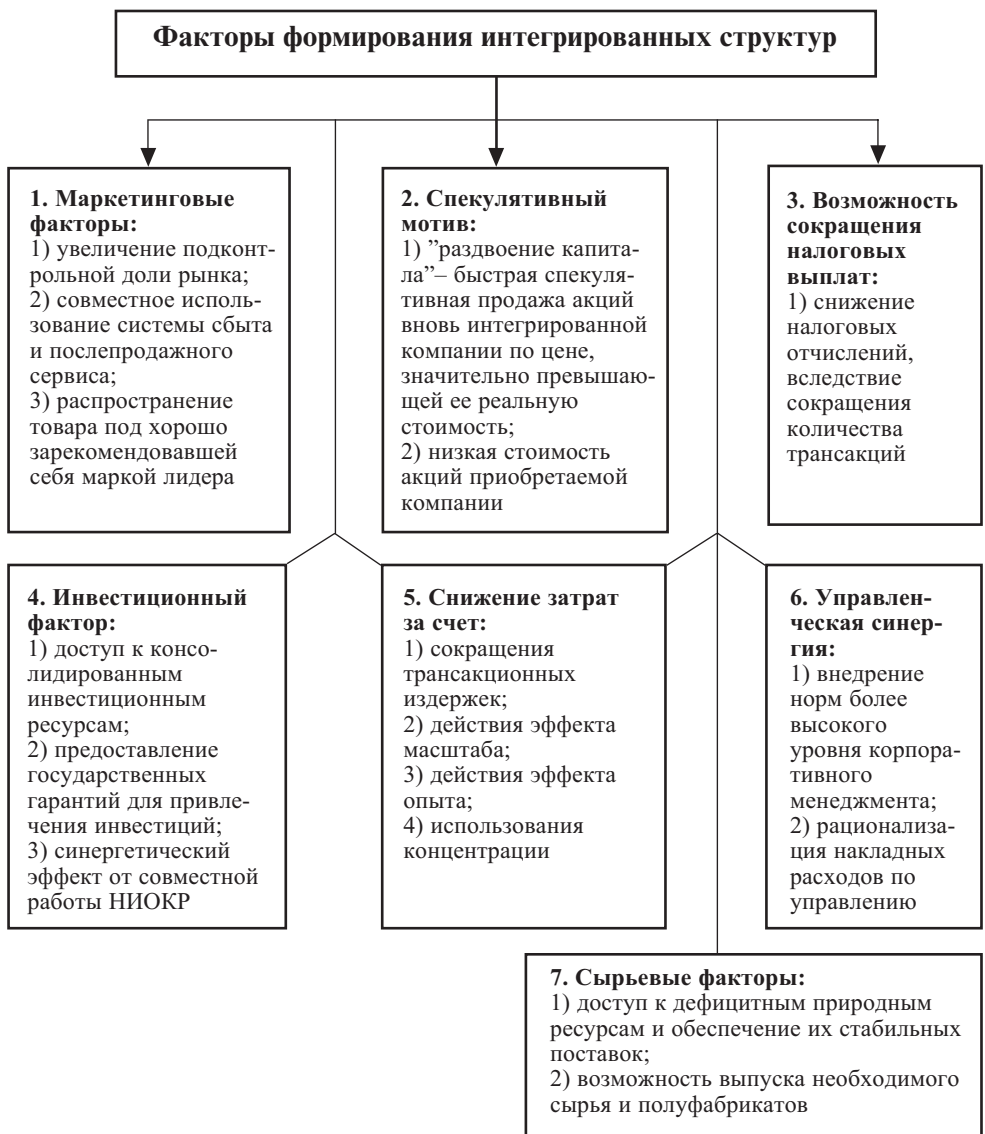 Факторы формирования интегрированных структур
1. Маркетинговые
факторы:
1) увеличение подконт-
рольной доли рынка;
2) совместное исполь-
зование системы сбыта
и послепродажного
сервиса;
3) распространение
товара под хорошо
зарекомендовавшей
себя маркой лидера
2. Спекулятивный
мотив:
1) ”раздвоение капита-
ла”– быстрая спекуля-
тивная продажа акций
вновь интегрированной
компании по цене,
значительно превышаю-
щей ее реальную
стоимость;
2) низкая стоимость
акций приобретаемой
компании
3. Возможность
сокращения
налоговых
выплат:
1) снижение
налоговых
отчислений,
вследствие
сокращения
количества
трансакций
4. Инвестиционный
фактор:
1) доступ к консо-
лидированным
инвестиционным
ресурсам;
2) предоставление
государственных
гарантий для привле-
чения инвестиций;
3) синергетический
эффект от совместной
работы НИОКР
5. Снижение затрат
за счет:
1) сокращения
трансакционных
издержек;
2) действия эффекта
масштаба;
3) действия эффекта
опыта;
4) использования
концентрации
6. Управлен-
ческая синер-
гия:
1) внедрение
норм более
высокого
уровня корпора-
тивного
менеджмента;
2) рационализа-
ция накладных
расходов по
управлению
7. Сырьевые факторы:
1) доступ к дефицитным природным
ресурсам и обеспечение их стабильных
поставок;
2) возможность выпуска необходимого
сырья и полуфабрикатов